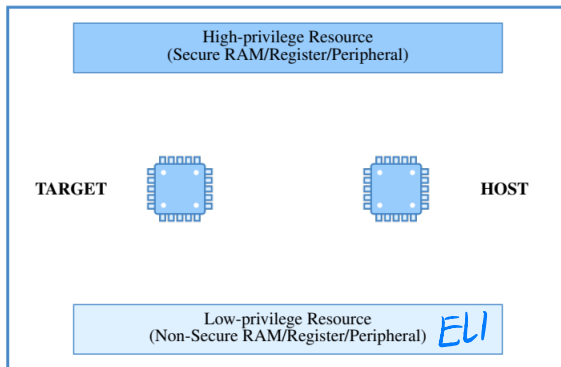 High-privilege Resource
(Secure RAM/Register/Peripheral)
TARGET
HOST
Low-privilege Resource
(Non-Secure RAM/Register/Peripheral)
EL1